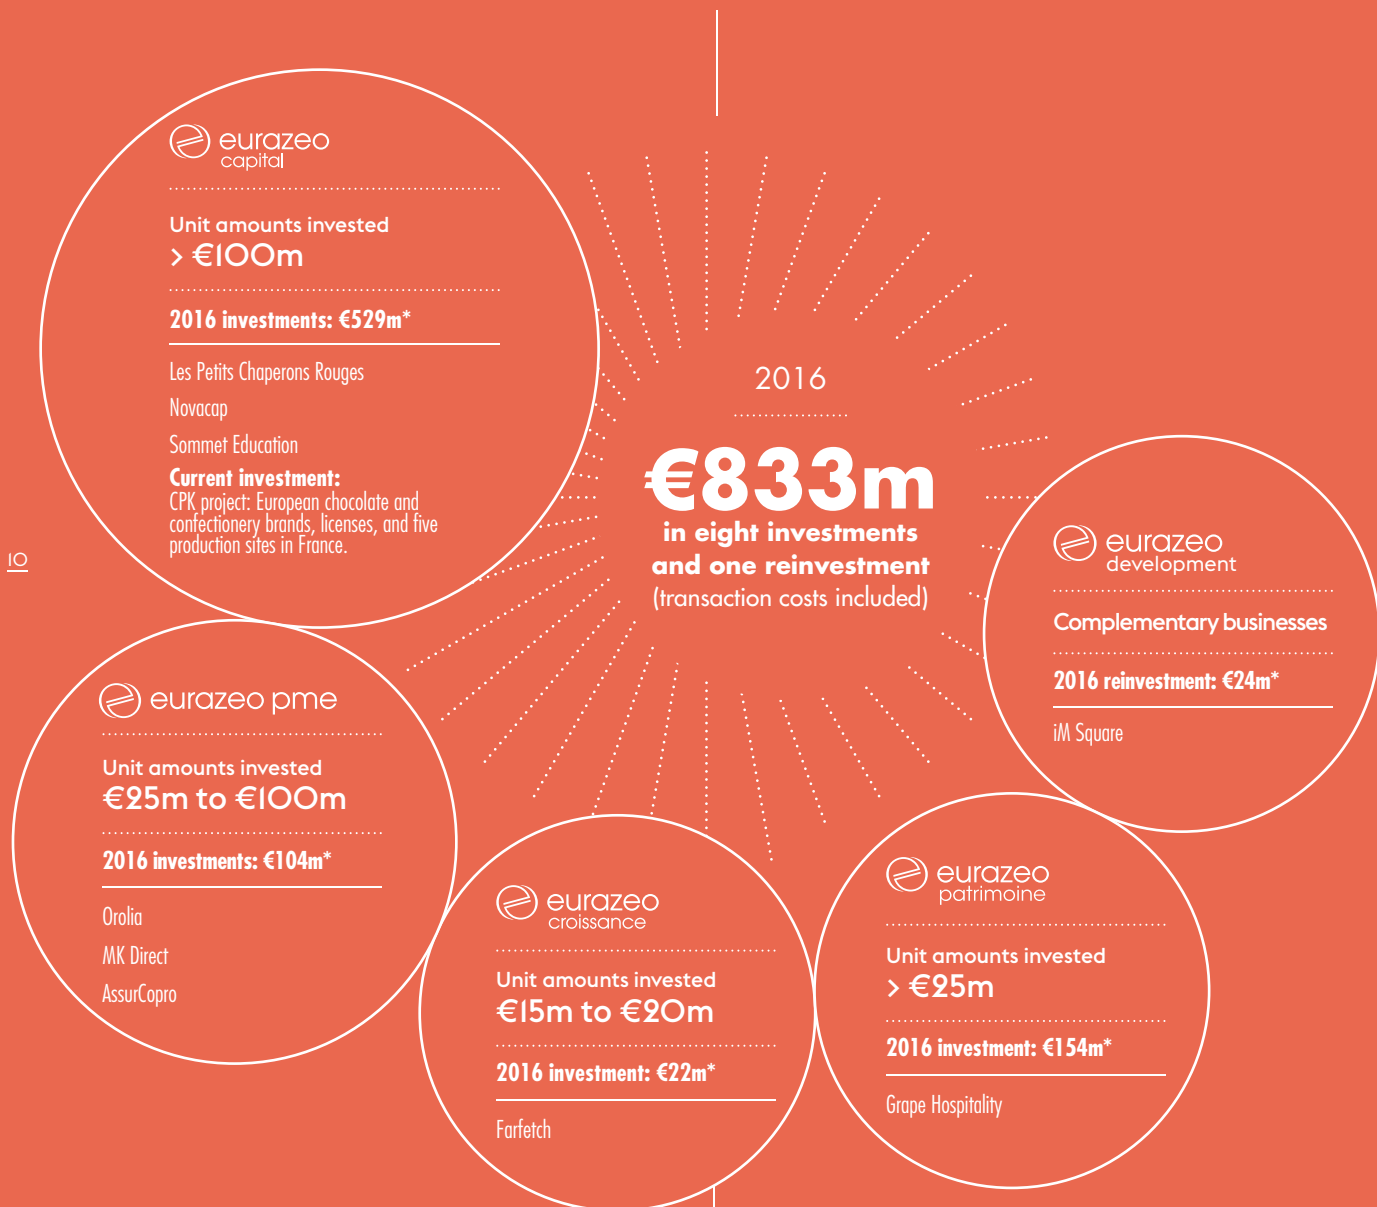 eurazeo
capital
Unit amounts invested
> €100m
2016 investments: €529m*
Les Petits Chaperons Rouges
Novacap
Sommet Education
Current investment:
CPK project: European chocolate and
confectionery brands, licenses, and five
production sites in France.
10
2016
€833m
in eight investments
and one reinvestment
(transaction costs included)
eurazeo
development
Complementary businesses
2016 reinvestment: €24m*
iM Square
eurazeo pme
Unit amounts invested
€25m to €100m
2016 investments: €104m*
Orolia
MK Direct
AssurCopro
eurazeo
croissance
Unit amounts invested
€15m to €20m
2016 investment: €22m*
Farfetch
eurazeo
patrimoine
Unit amounts invested
> €25m
2016 investment: €154m*
Grape Hospitality